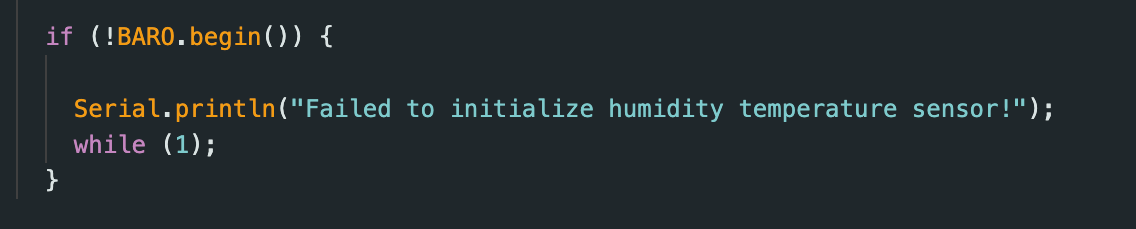 if (!BARO.begin()) {
Serial.println("Failed to initialize humidity temperature sensor!");
while (1);
}